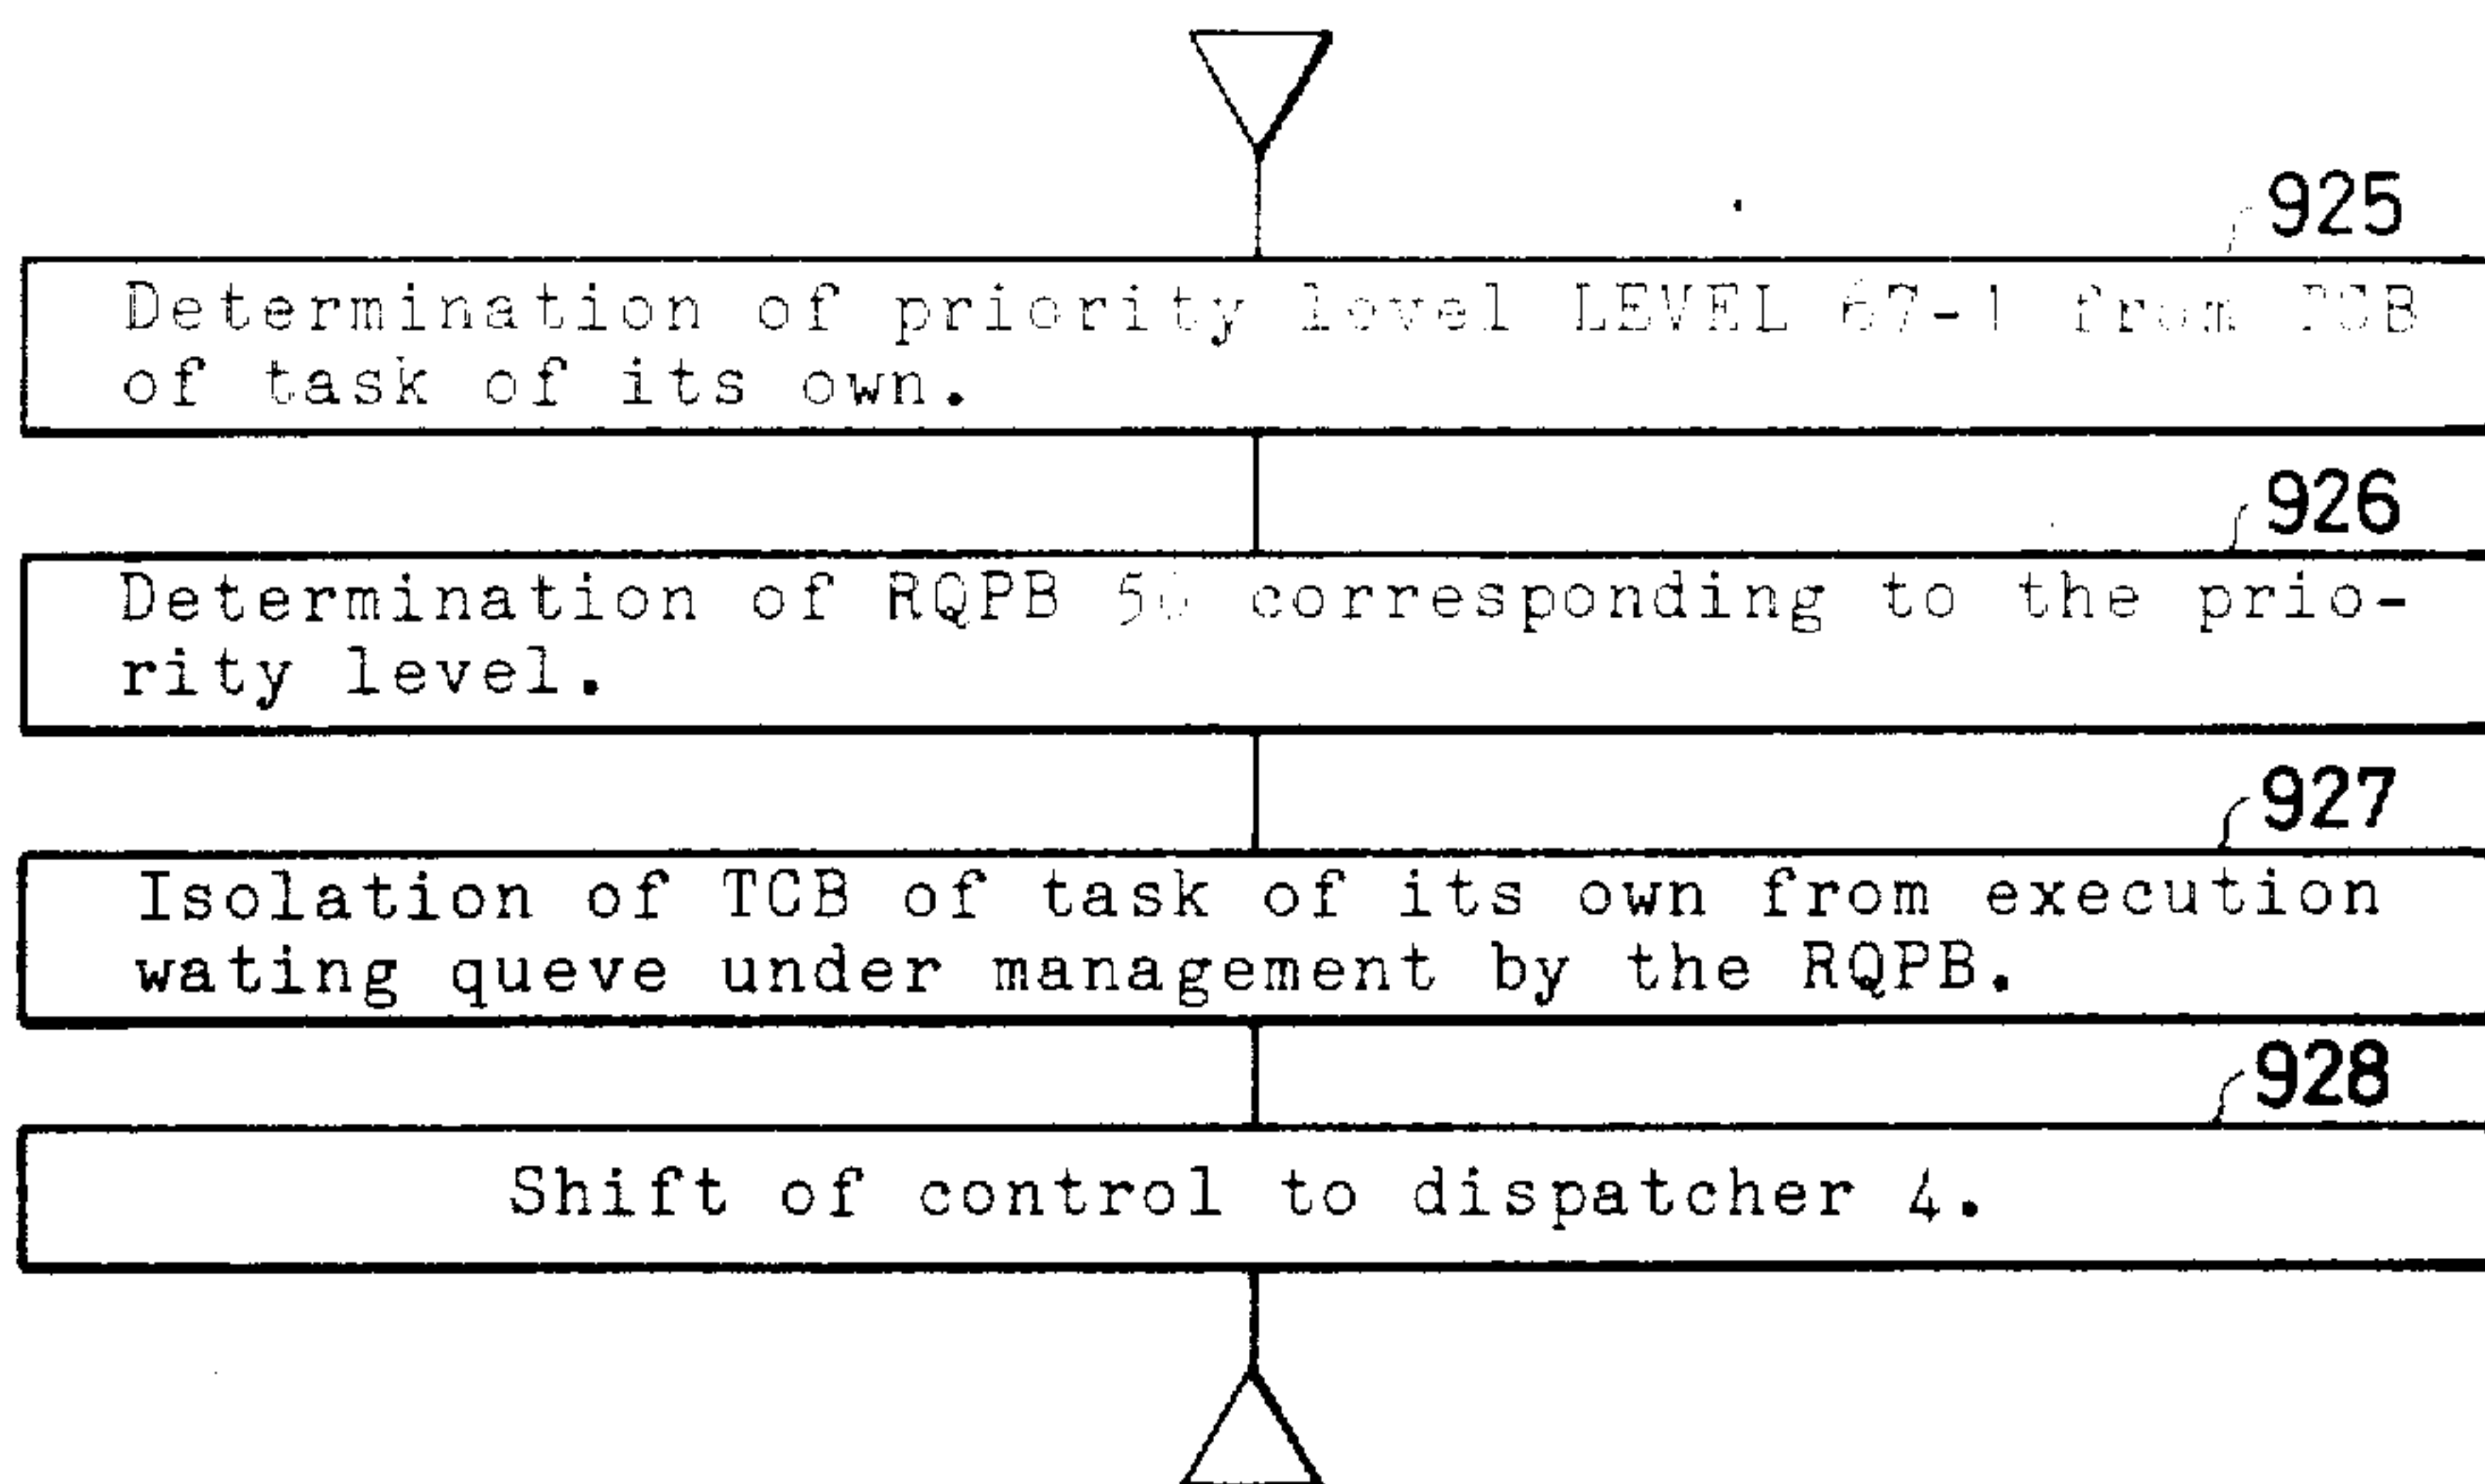 925
Determination of priority level LEVEL 67-1 from TCB
of task of its own.
926
Determination of RQPB corresponding to the prio-
rity level.
927
Isolation of TCB of task of its own from execution
wating queve under management by the RQPB.
928
Shift of control to dispatcher 4.